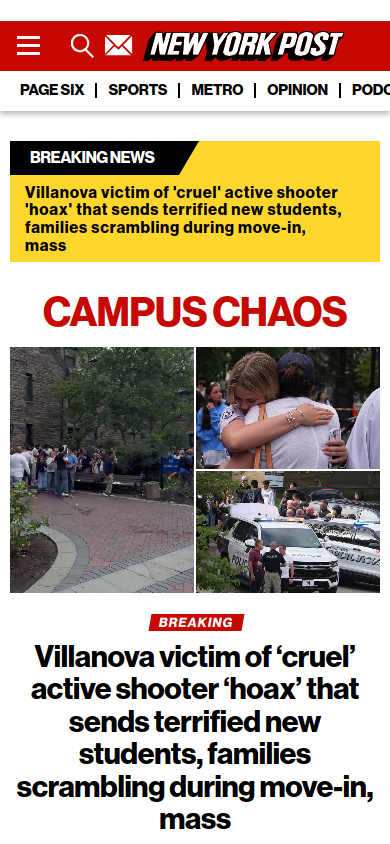 NEW YORK POST
PAGE SIX | SPORTS | METRO | OPINION | PODC
BREAKING NEWS
Villanova victim of 'cruel' active shooter
'hoax' that sends terrified new students,
families scrambling during move-in,
mass
CAMPUS CHAOS
BREAKING
Villanova victim of ‘cruel’
active shooter ‘hoax’ that
sends terrified new
students, families
scrambling during move-in,
mass